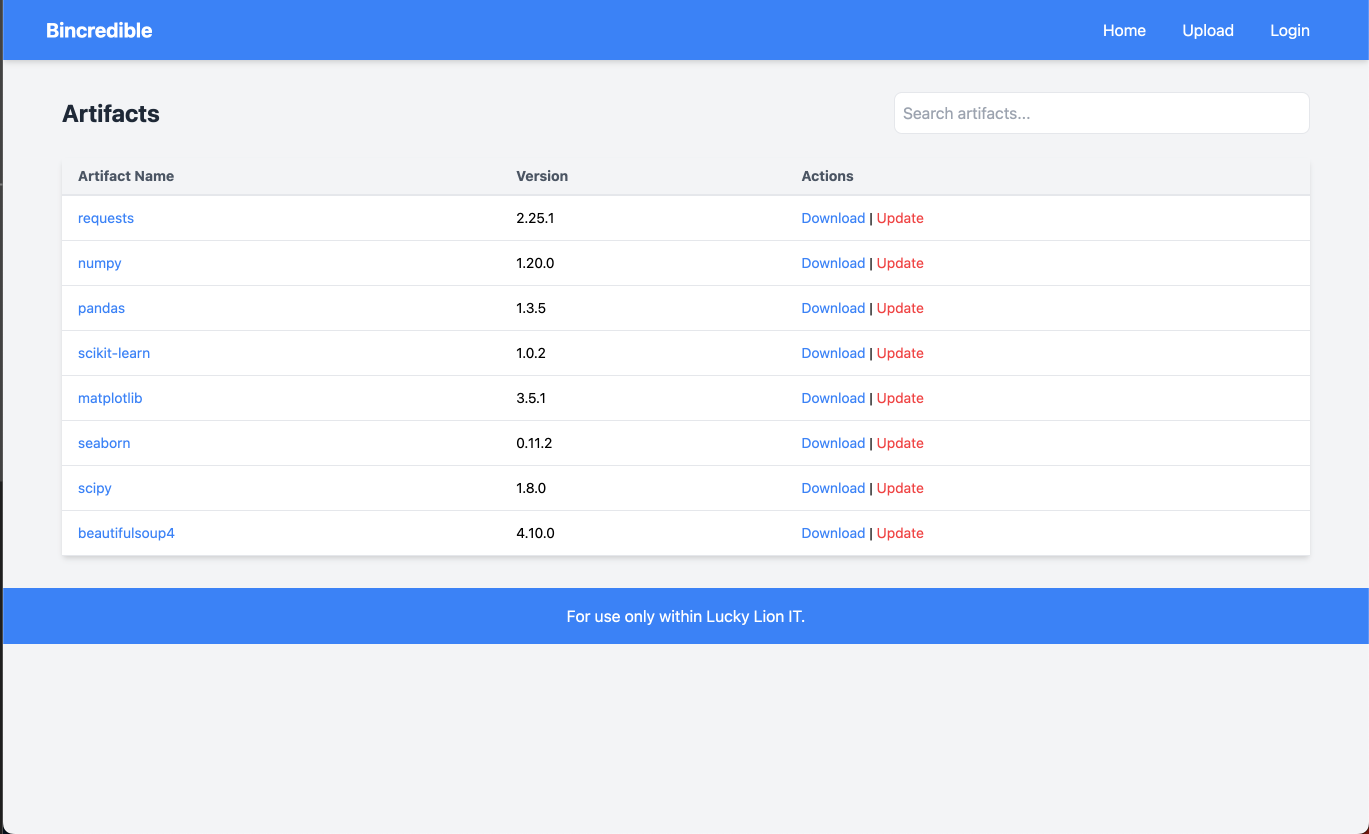 Bincredible Home Upload Login
Artifacts Search artifacts...
Artifact Name Version Actions
requests 2.25.1 Download | Update
numpy 1.20.0 Download | Update
pandas 1.3.5 Download | Update
scikit-learn 1.0.2 Download | Update
matplotlib 3.5.1 Download | Update
seaborn 0.11.2 Download | Update
scipy 1.8.0 Download | Update
beautifulsoup4 4.10.0 Download | Update
For use only within Lucky Lion IT.